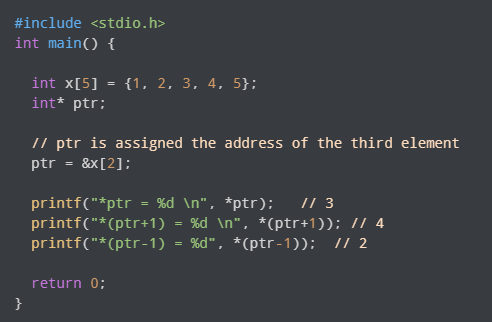 #include <stdio.h>
int main() {
int x[5] = {1, 2, 3, 4, 5};
int* ptr;
// ptr is assigned the address of the third element
ptr = &x[2];
printf("*ptr = %d \n", *ptr);   // 3
printf("*(ptr+1) = %d \n", *(ptr+1)); // 4
printf("*(ptr-1) = %d", *(ptr-1));  // 2
return 0;
}